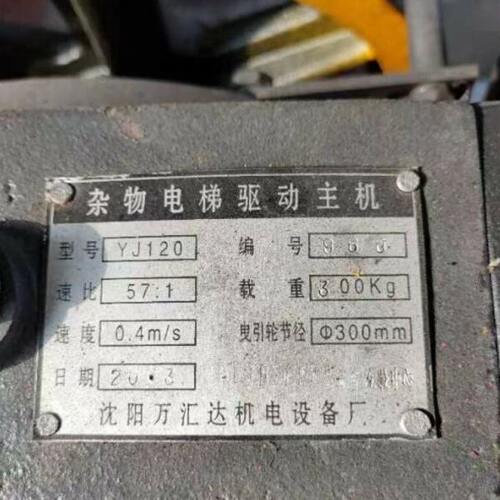 杂物电梯驱动主机
型号 YJ120 编号
速比 57:1 载重 300Kg
速度 0.4m/s 曳引轮节径 Φ300mm
日期
沈阳万汇达机电设备厂